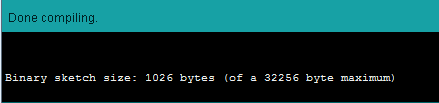 Done compiling.
Binary sketch size: 1026 bytes (of a 32256 byte maximum)